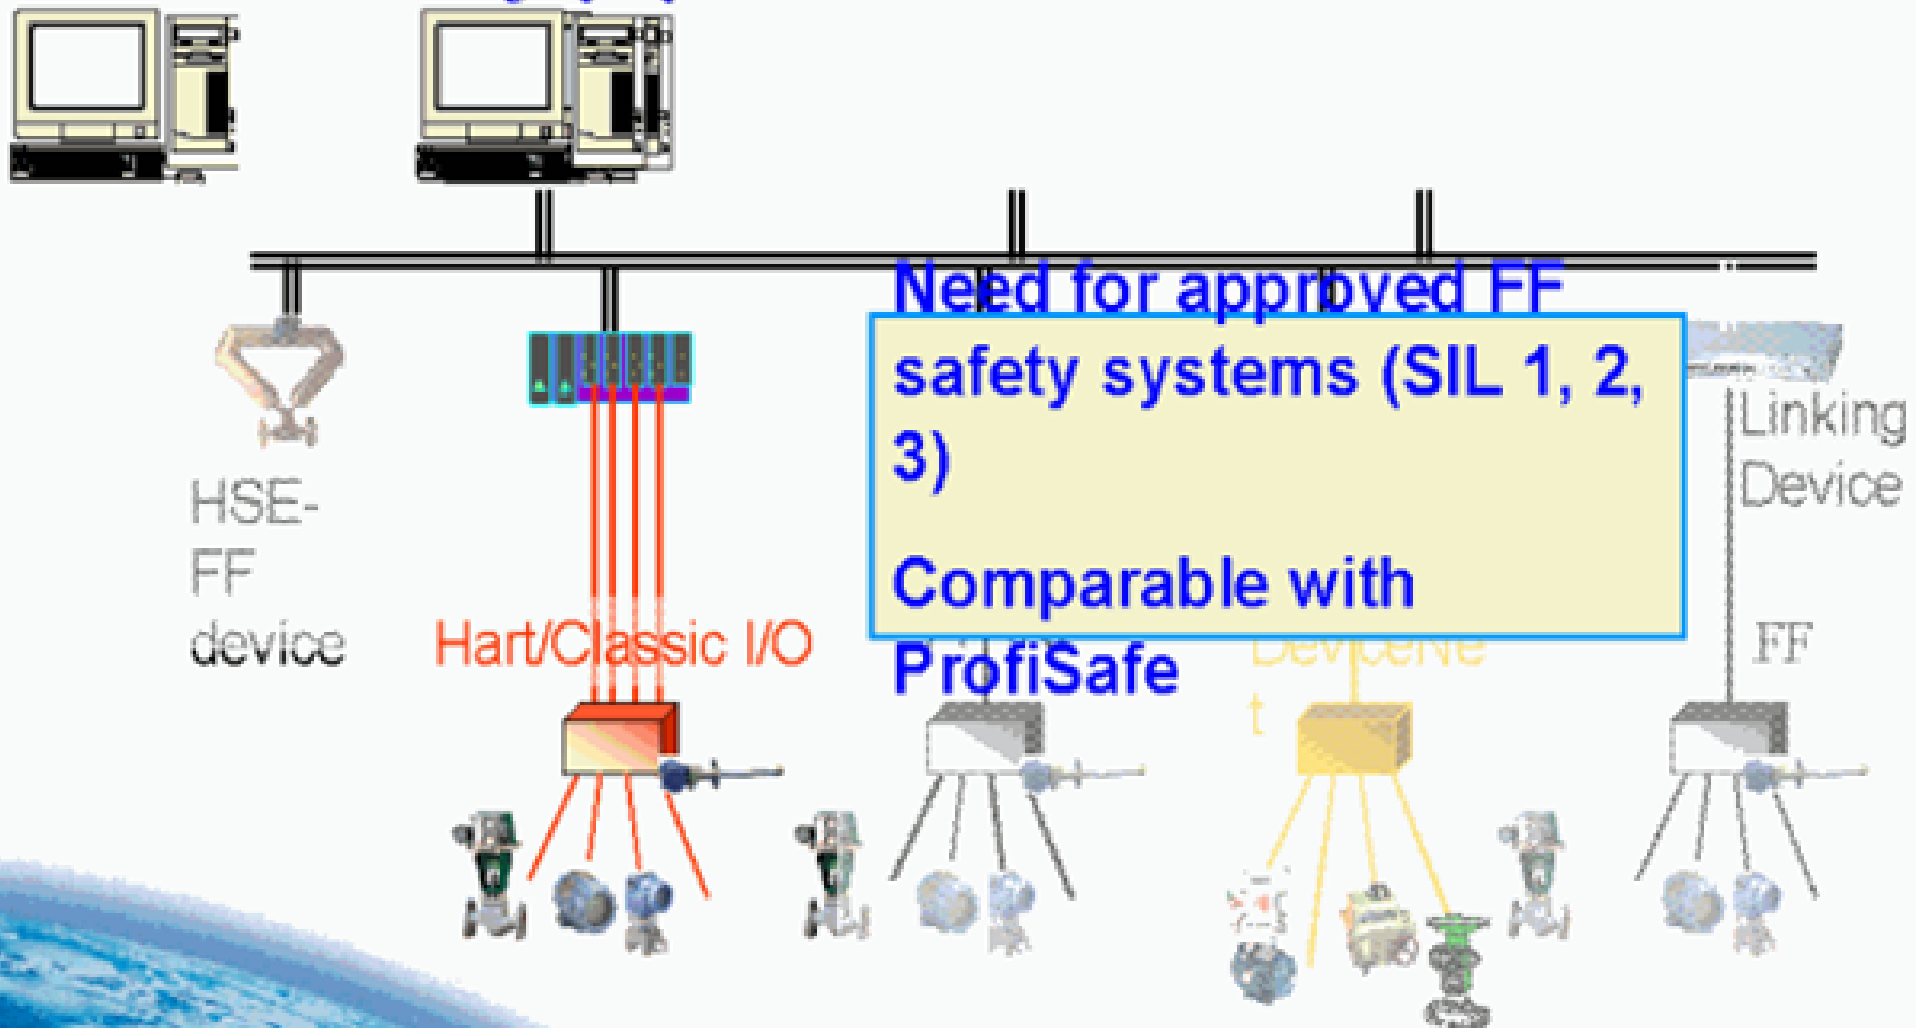 Need for approved FF
safety systems (SIL 1, 2,
3)
Comparable with
ProfiSafe
HSE-
FF
device
Hart/Classic I/O
DeviceNe
t
Linking
Device
FF